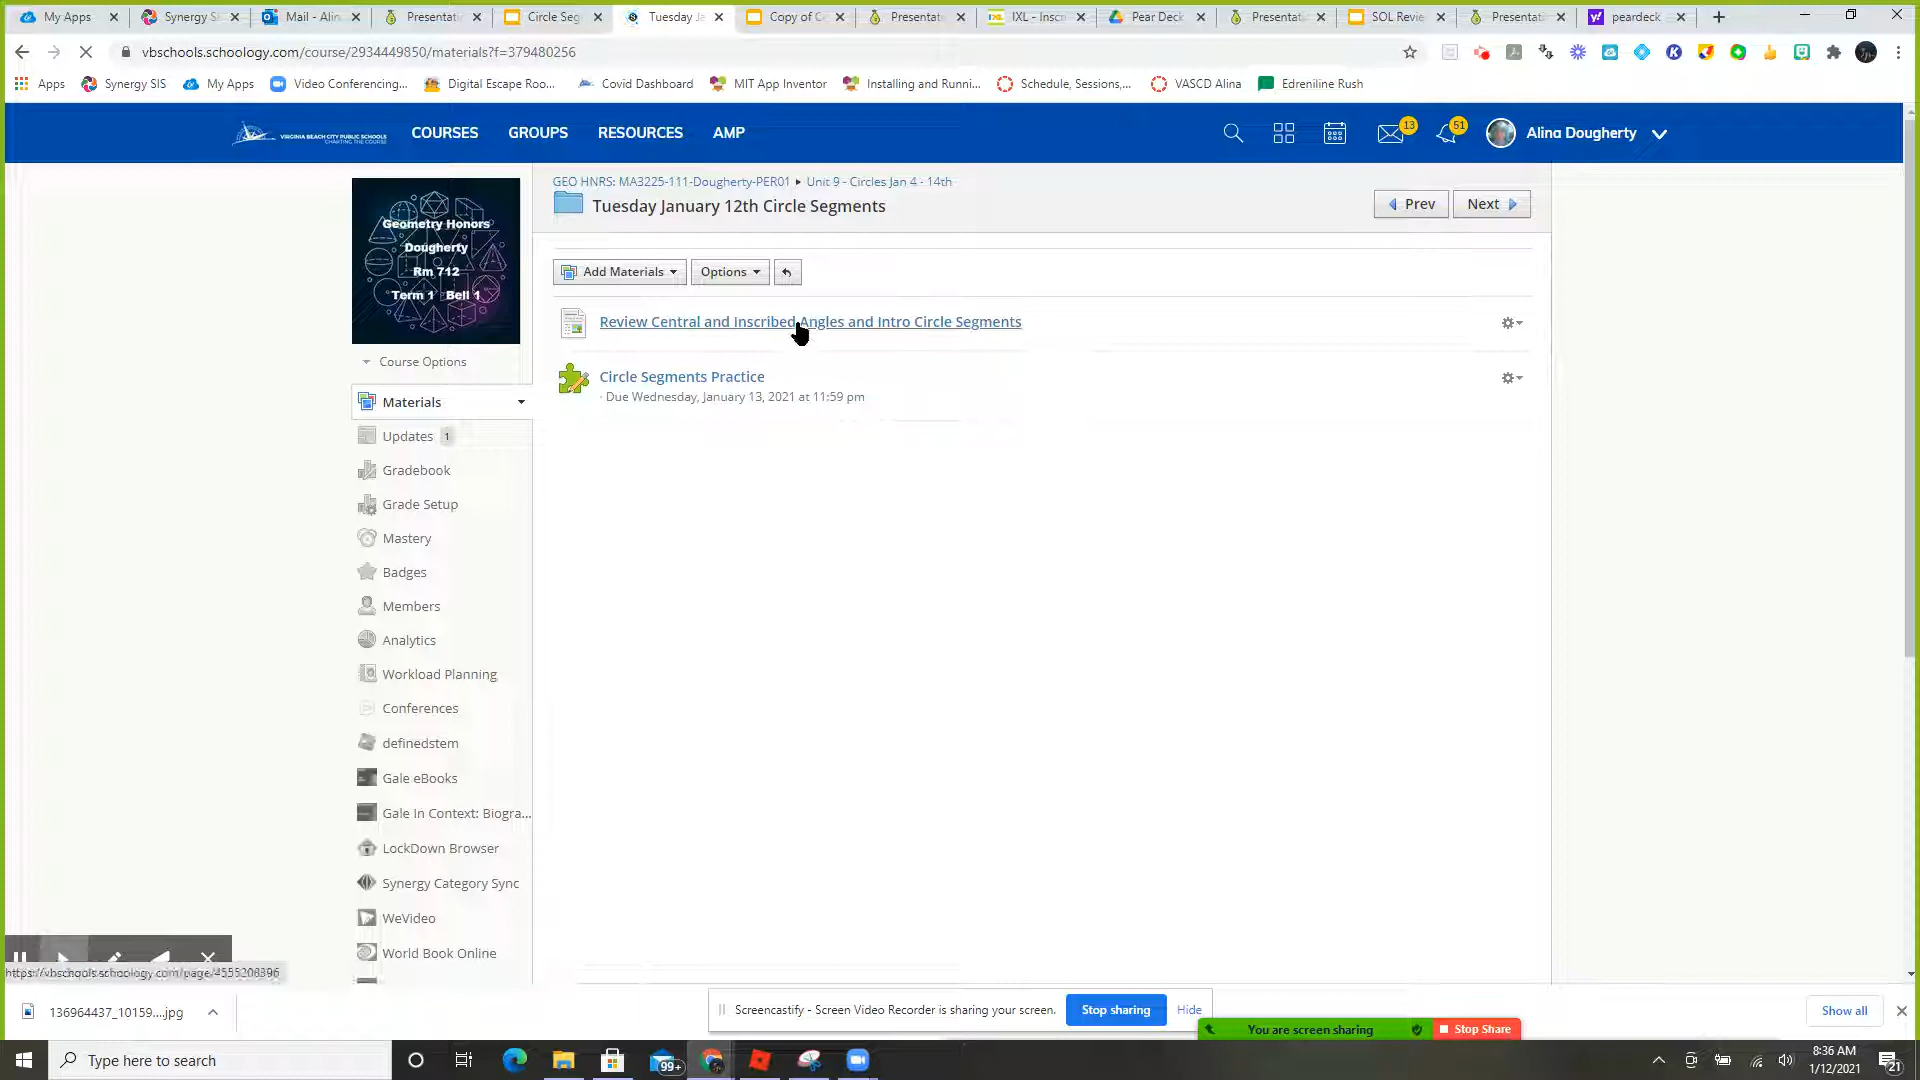 My Apps
Synergy S
Mail - Alin
Presentati
Circle Seg
Tuesday Ja
Copy of C
Presentat
IXL - Inscr
Pear Deck
Presentat
SOL Revie
Presentat
peardeck
vbschools.schoology.com/course/2934449850/materials?f=379480256
Apps
Synergy SIS
My Apps
Video Conferencing...
Digital Escape Roo...
Covid Dashboard
MIT App Inventor
Installing and Runni...
Schedule, Sessions,...
VASCD Alina
Edreniline Rush
VIRGINIA BEACH CITY PUBLIC SCHOOLS
CHARTING THE COURSE
COURSES
GROUPS
RESOURCES
AMP
13
51
Alina Dougherty
GEO HNRS: MA3225-111-Dougherty-PER01 ▸ Unit 9 - Circles Jan 4 - 14th
Tuesday January 12th Circle Segments
Prev
Next
Geometry Honors
Dougherty
Rm 712
Term 1 Bell 1
Course Options
Add Materials
Options
Review Central and Inscribed Angles and Intro Circle Segments
Circle Segments Practice
· Due Wednesday, January 13, 2021 at 11:59 pm
Materials
Updates 1
Gradebook
Grade Setup
Mastery
Badges
Members
Analytics
Workload Planning
Conferences
definedstem
Gale eBooks
Gale In Context: Biogra...
LockDown Browser
Synergy Category Sync
WeVideo
World Book Online
https://vbschools.schoology.com/page/4555208396
136964437_10159....jpg
Screencastify - Screen Video Recorder is sharing your screen.
Stop sharing
Hide
Show all
You are screen sharing
Stop Share
Type here to search
99+
8:36 AM
1/12/2021
21